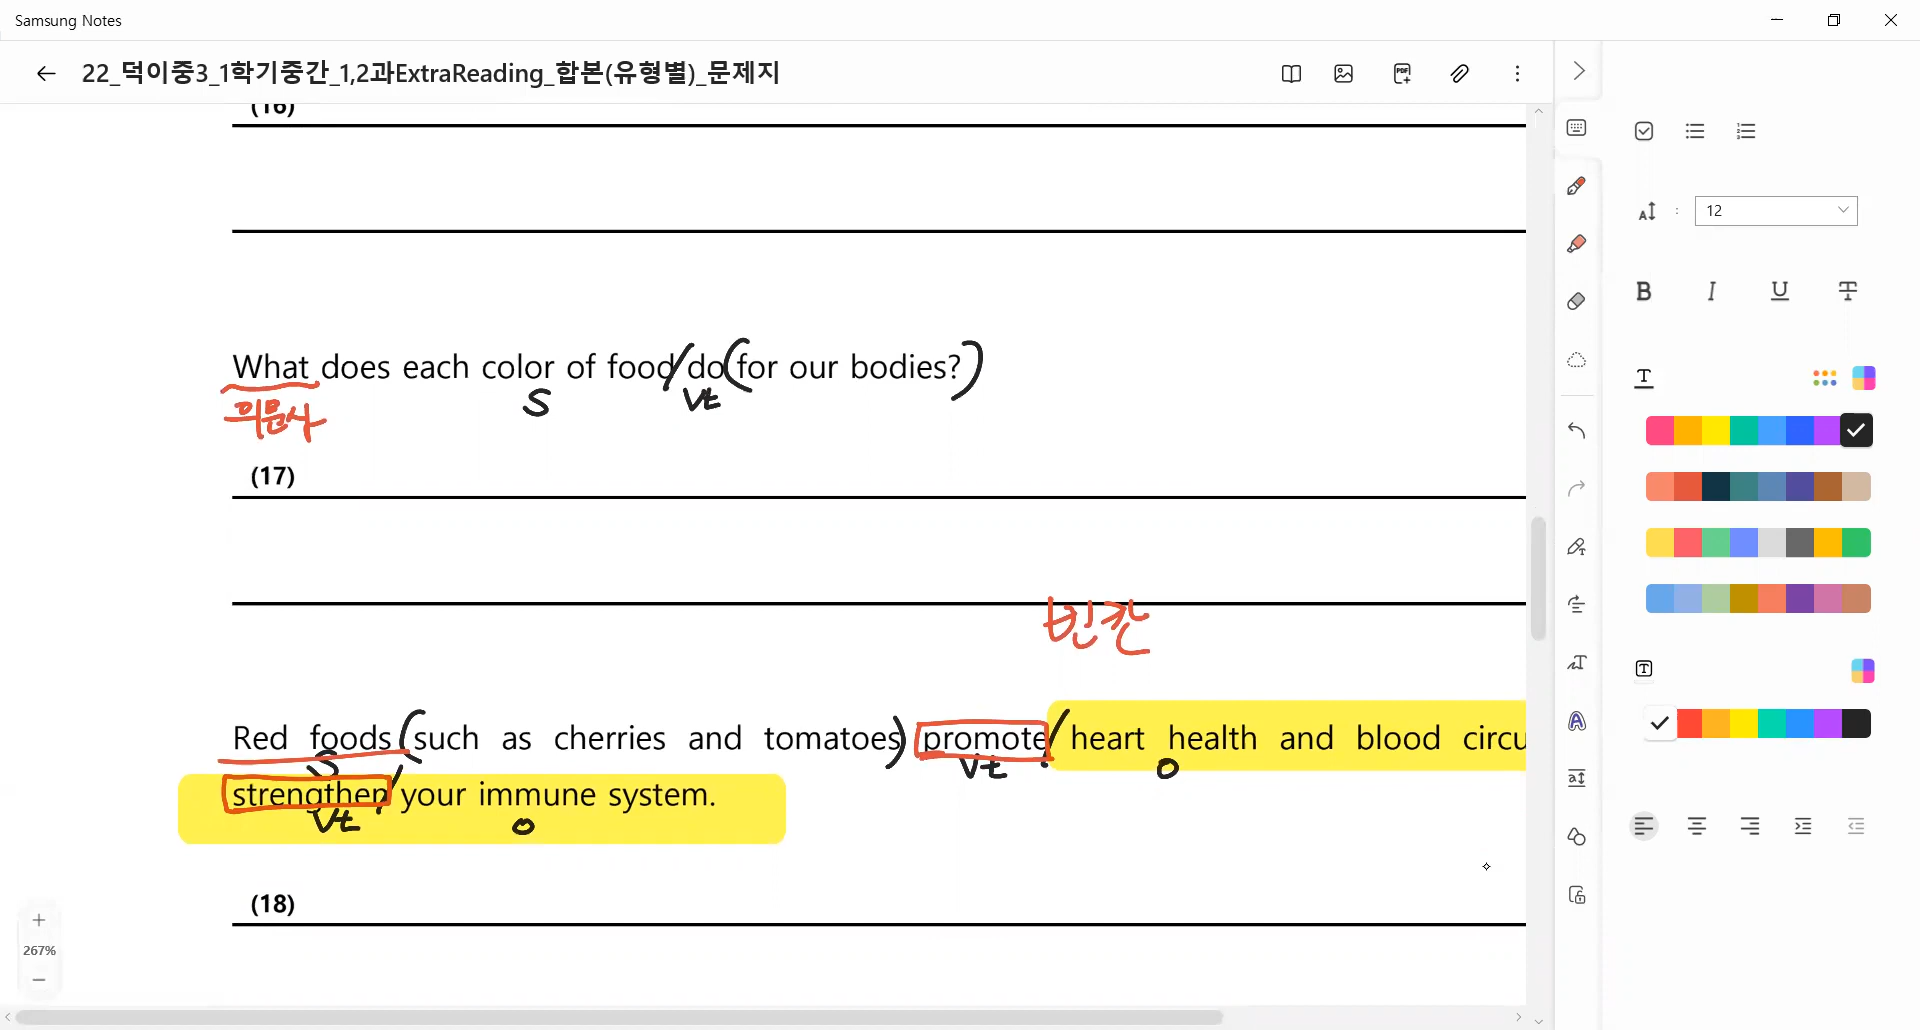 Samsung Notes
22_덕이중3_1학기중간_1,2과ExtraReading_합본(유형별)_문제지
PDF
(16)
12
B I U T
What does each color of food/do(for our bodies?)
의문사 S Vt
(17)
빈칸
Red foods(such as cherries and tomatoes) promote/heart health and blood circu
S Vt O
strengthen/your immune system.
Vt O
(18)
267%